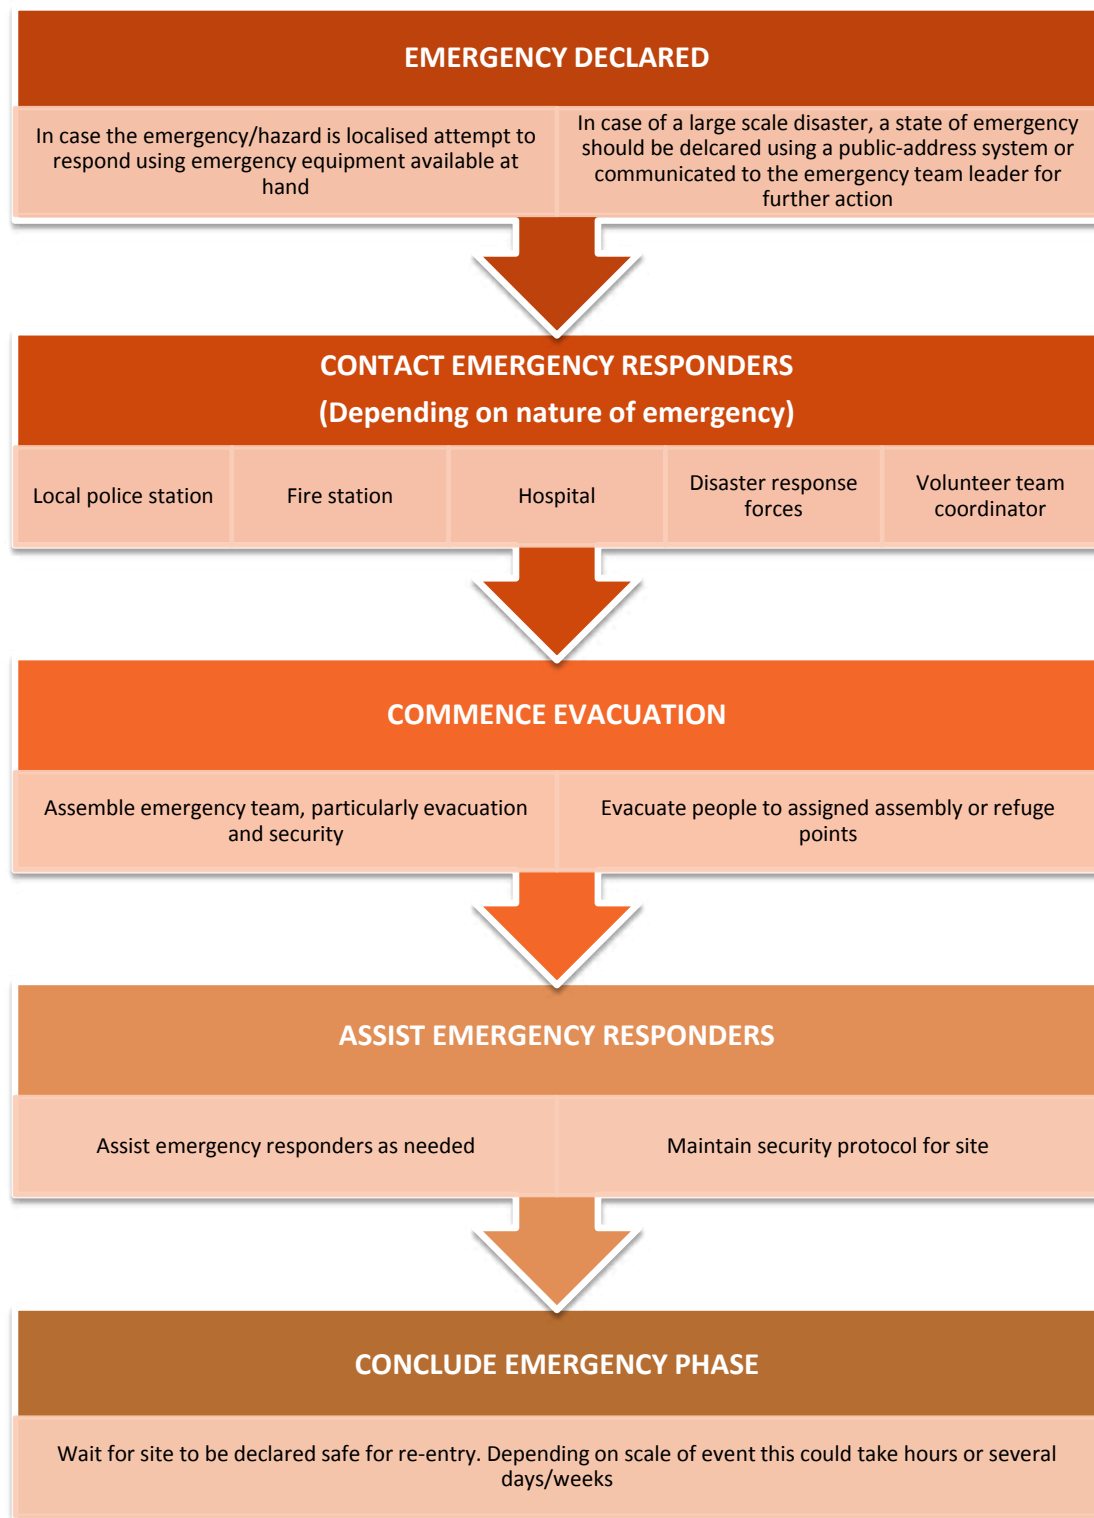 EMERGENCY DECLARED
In case the emergency/hazard is localised attempt to
respond using emergency equipment available at
hand
In case of a large scale disaster, a state of emergency
should be delcared using a public-address system or
communicated to the emergency team leader for
further action
CONTACT EMERGENCY RESPONDERS
(Depending on nature of emergency)
Local police station
Fire station
Hospital
Disaster response
forces
Volunteer team
coordinator
COMMENCE EVACUATION
Assemble emergency team, particularly evacuation
and security
Evacuate people to assigned assembly or refuge
points
ASSIST EMERGENCY RESPONDERS
Assist emergency responders as needed
Maintain security protocol for site
CONCLUDE EMERGENCY PHASE
Wait for site to be declared safe for re-entry. Depending on scale of event this could take hours or several
days/weeks